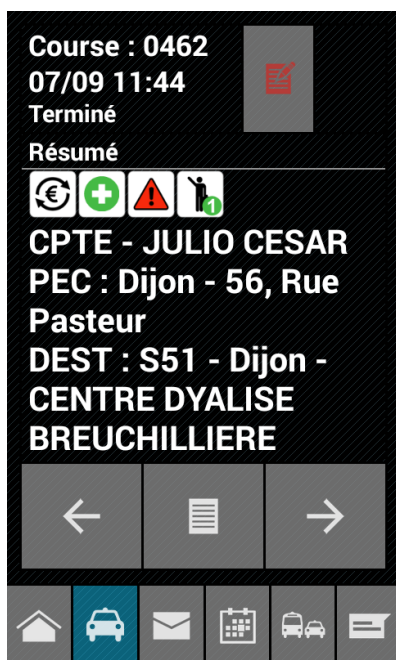 Course : 0462
07/09 11:44
Terminé
Résumé
€
1
CPTE - JULIO CESAR
PEC : Dijon - 56, Rue
Pasteur
DEST : S51 - Dijon -
CENTRE DYALISE
BREUCHILLIERE